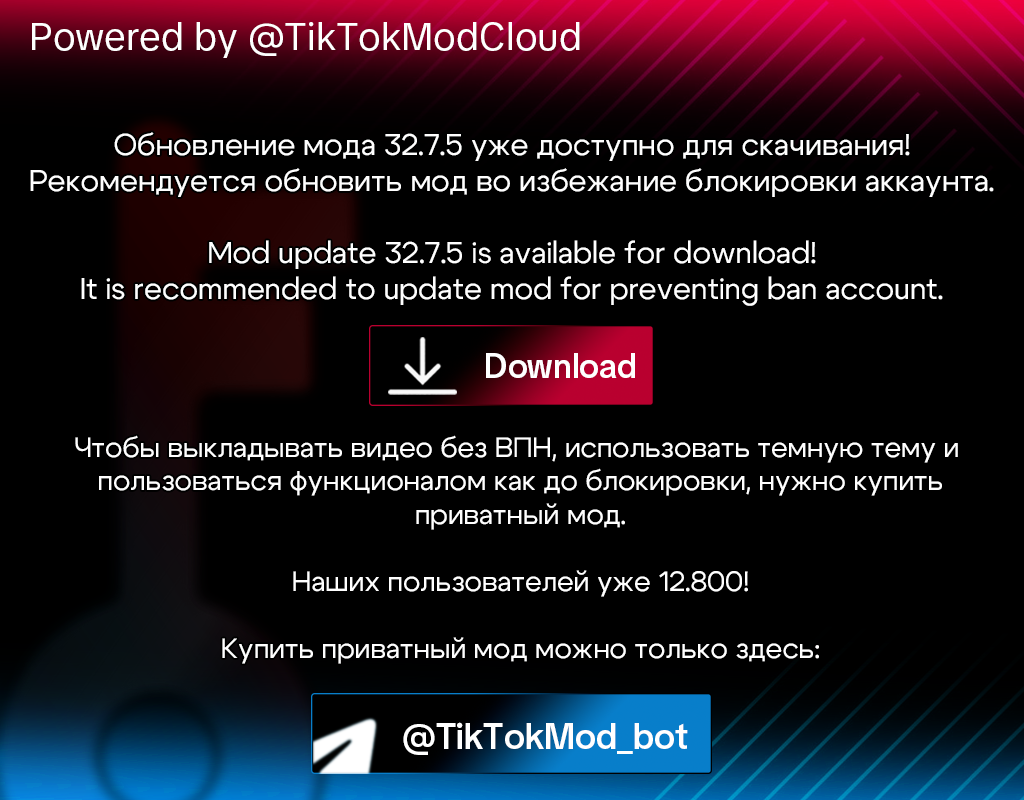 Powered by @TikTokModCloud
Обновление мода 32.7.5 уже доступно для скачивания!
Рекомендуется обновить мод во избежание блокировки аккаунта.
Mod update 32.7.5 is available for download!
It is recommended to update mod for preventing ban account.
Download
Чтобы выкладывать видео без ВПН, использовать темную тему и
пользоваться функционалом как до блокировки, нужно купить
приватный мод.
Наших пользователей уже 12.800!
Купить приватный мод можно только здесь:
@TikTokMod_bot